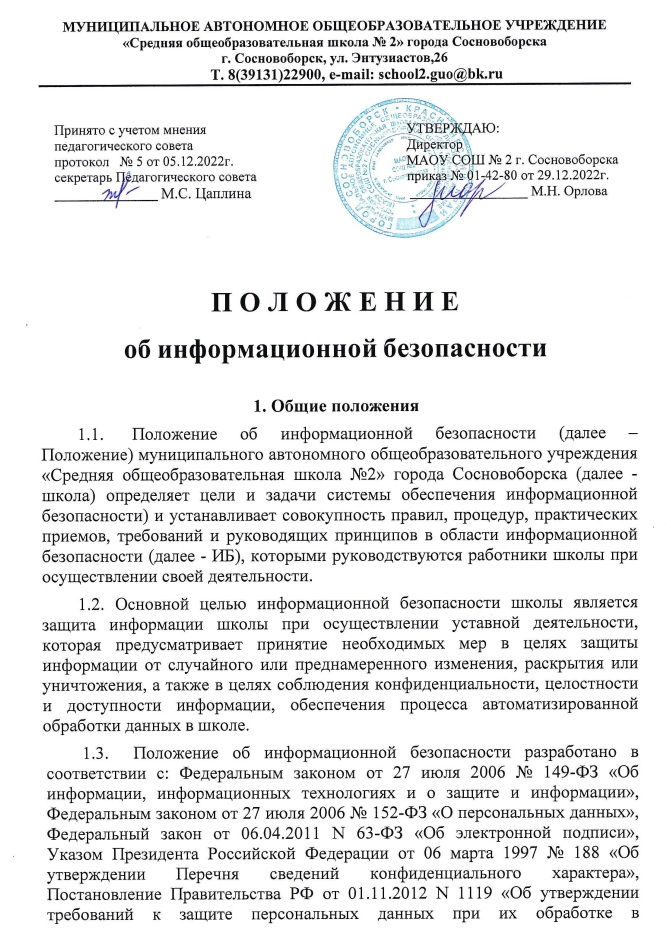 МУНИЦИПАЛЬНОЕ АВТОНОМНОЕ ОБЩЕОБРАЗОВАТЕЛЬНОЕ УЧРЕЖДЕНИЕ
«Средняя общеобразовательная школа № 2» города Сосновоборска
г. Сосновоборск, ул. Энтузиастов,26
Т. 8(39131)22900, e-mail: school2.guo@bk.ru
Принято с учетом мнения
педагогического совета
протокол № 5 от 05.12.2022г.
секретарь Педагогического совета
М.С. Цаплина
УТВЕРЖДАЮ:
Директор
МАОУ СОШ № 2 г. Сосновоборска
приказ № 01-42-80 от 29.12.2022г.
М.Н. Орлова
П О Л О Ж Е Н И Е
об информационной безопасности
1. Общие положения
1.1. Положение об информационной безопасности (далее –
Положение) муниципального автономного общеобразовательного учреждения
«Средняя общеобразовательная школа №2» города Сосновоборска (далее -
школа) определяет цели и задачи системы обеспечения информационной
безопасности) и устанавливает совокупность правил, процедур, практических
приемов, требований и руководящих принципов в области информационной
безопасности (далее - ИБ), которыми руководствуются работники школы при
осуществлении своей деятельности.
1.2. Основной целью информационной безопасности школы является
защита информации школы при осуществлении уставной деятельности,
которая предусматривает принятие необходимых мер в целях защиты
информации от случайного или преднамеренного изменения, раскрытия или
уничтожения, а также в целях соблюдения конфиденциальности, целостности
и доступности информации, обеспечения процесса автоматизированной
обработки данных в школе.
1.3. Положение об информационной безопасности разработано в
соответствии с: Федеральным законом от 27 июля 2006 № 149-ФЗ «Об
информации, информационных технологиях и о защите и информации»,
Федеральным законом от 27 июля 2006 № 152-ФЗ «О персональных данных»,
Федеральный закон от 06.04.2011 N 63-ФЗ «Об электронной подписи»,
Указом Президента Российской Федерации от 06 марта 1997 № 188 «Об
утверждении Перечня сведений конфиденциального характера»,
Постановление Правительства РФ от 01.11.2012 N 1119 «Об утверждении
требований к защите персональных данных при их обработке в